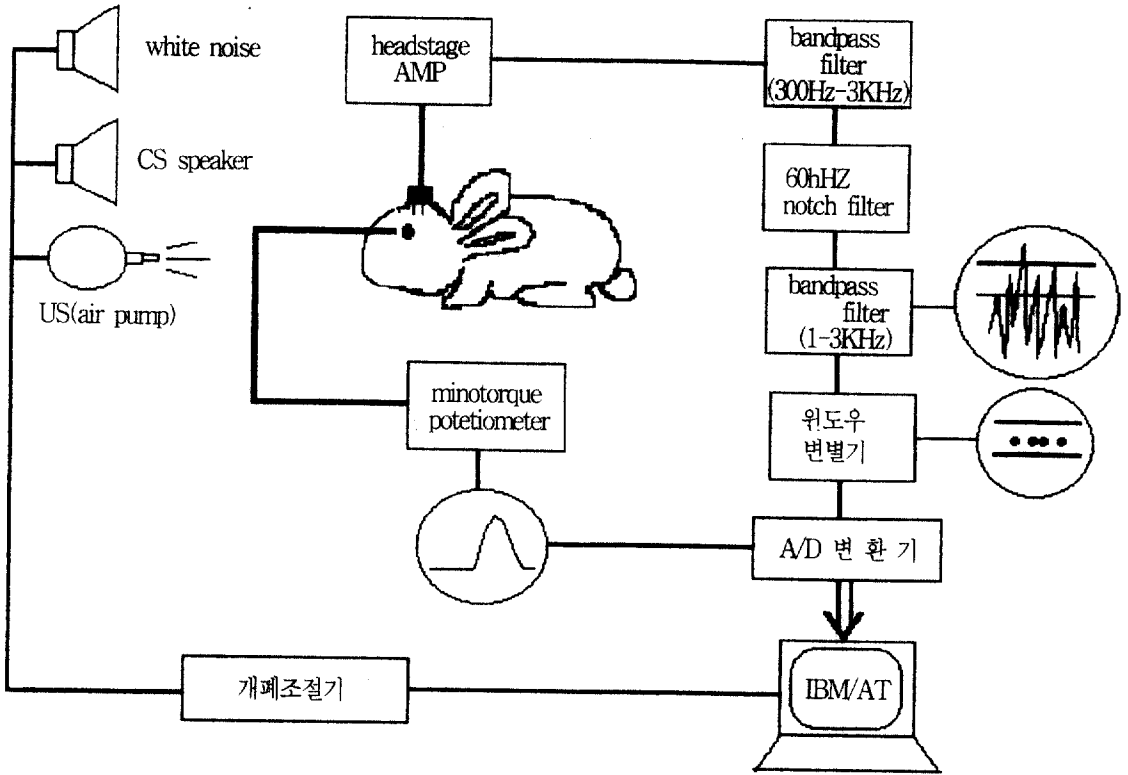 white noise
CS speaker
US(air pump)
headstage
AMP
bandpass
filter
(300Hz-3KHz)
60hHZ
notch filter
bandpass
filter
(1-3KHz)
위도우
변별기
minotorque
potetiometer
A/D 변 환 기
개폐조절기
IBM/AT